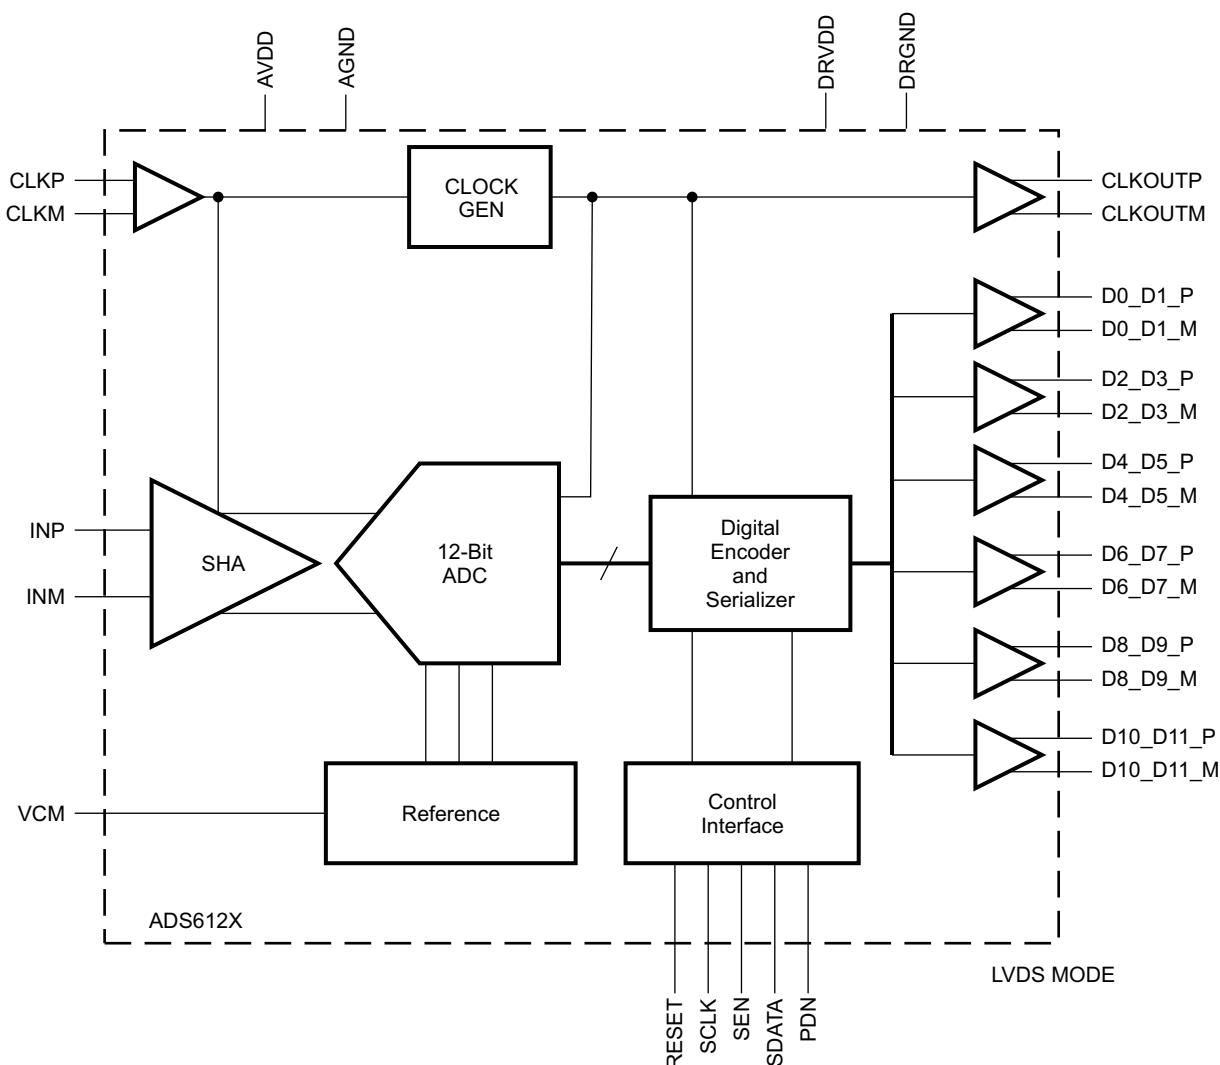 AVDD
AGND
DRVDD
DRGND
CLKP
CLKM
CLOCK
GEN
CLKOUTP
CLKOUTM
D0_D1_P
D0_D1_M
D2_D3_P
D2_D3_M
D4_D5_P
D4_D5_M
INP
INM
SHA
12-Bit
ADC
Digital
Encoder
and
Serializer
D6_D7_P
D6_D7_M
D8_D9_P
D8_D9_M
D10_D11_P
D10_D11_M
VCM
Reference
Control
Interface
ADS612X
LVDS MODE
RESET
SCLK
SEN
SDATA
PDN